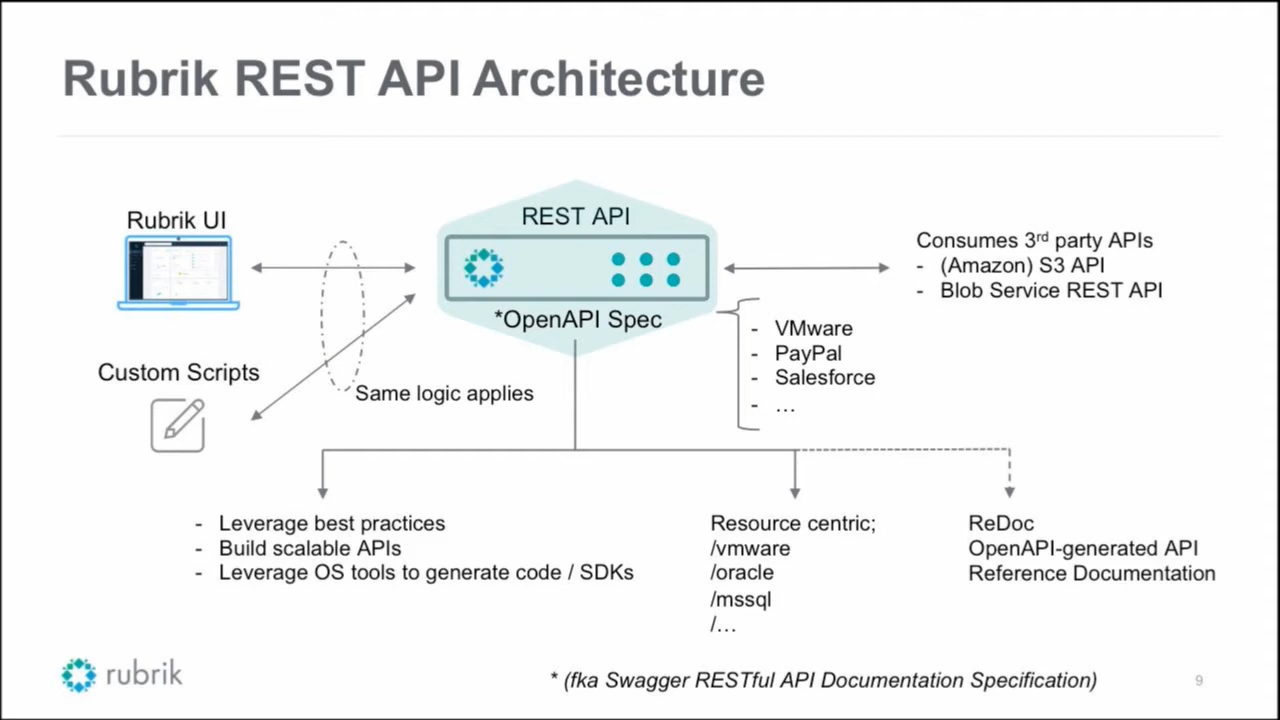 Rubrik REST API Architecture
Rubrik UI
REST API
*OpenAPI Spec
Consumes 3rd party APIs
- (Amazon) S3 API
- Blob Service REST API
- VMware
- PayPal
- Salesforce
- …
Custom Scripts
Same logic applies
- Leverage best practices
- Build scalable APIs
- Leverage OS tools to generate code / SDKs
Resource centric;
/vmware
/oracle
/mssql
/…
ReDoc
OpenAPI-generated API
Reference Documentation
rubrik
* (fka Swagger RESTful API Documentation Specification)
9